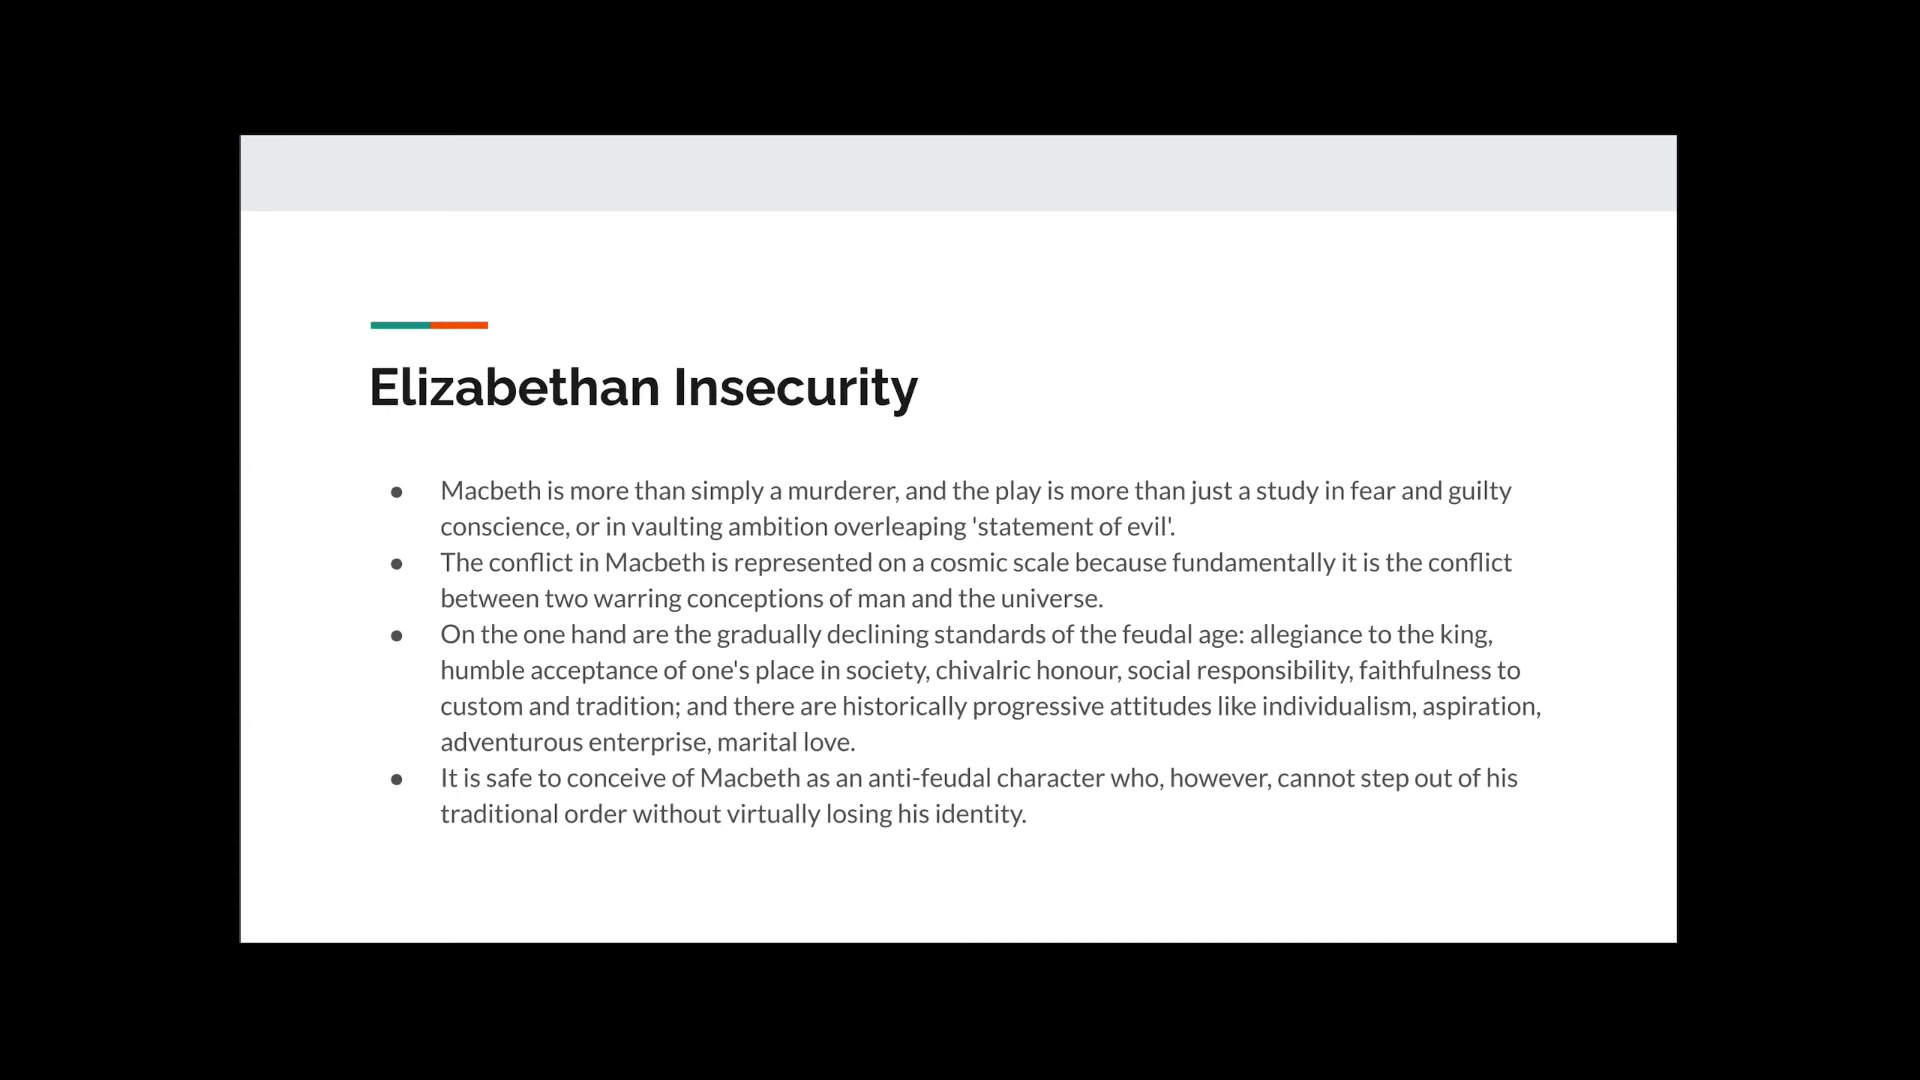 Elizabethan Insecurity
● Macbeth is more than simply a murderer, and the play is more than just a study in fear and guilty
conscience, or in vaulting ambition overleaping 'statement of evil'.
● The conflict in Macbeth is represented on a cosmic scale because fundamentally it is the conflict
between two warring conceptions of man and the universe.
● On the one hand are the gradually declining standards of the feudal age: allegiance to the king,
humble acceptance of one's place in society, chivalric honour, social responsibility, faithfulness to
custom and tradition; and there are historically progressive attitudes like individualism, aspiration,
adventurous enterprise, marital love.
● It is safe to conceive of Macbeth as an anti-feudal character who, however, cannot step out of his
traditional order without virtually losing his identity.